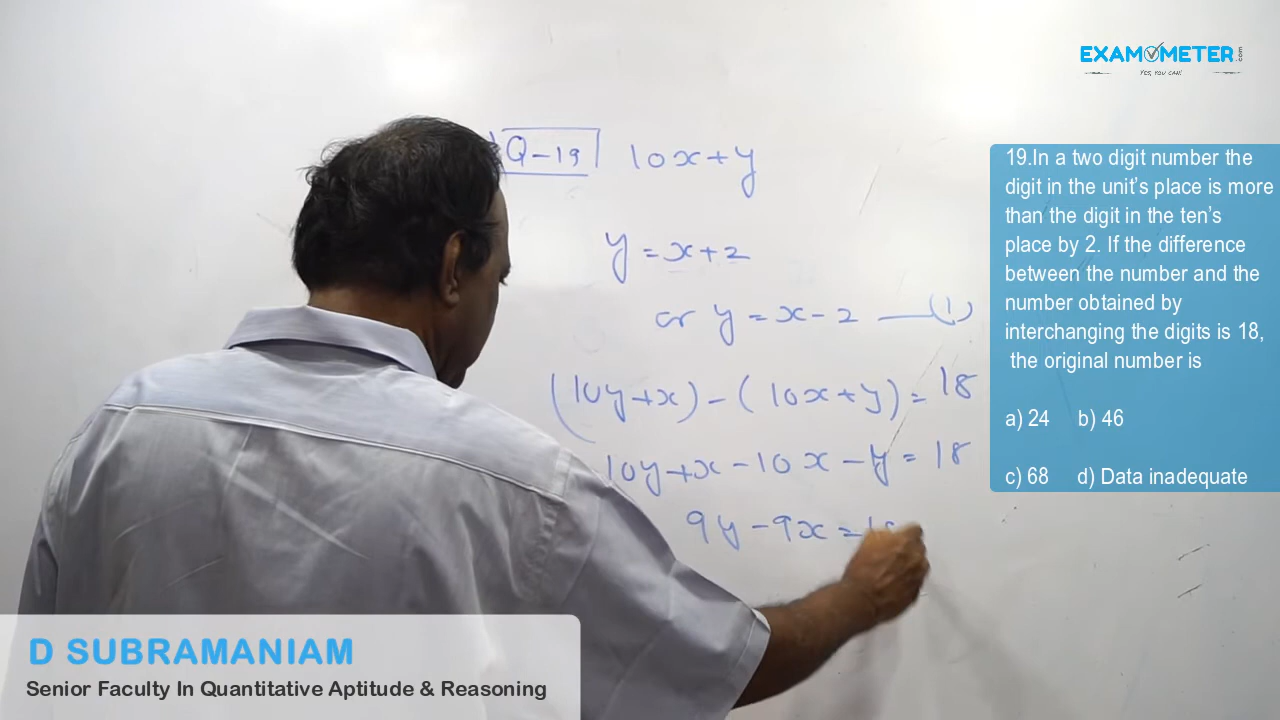 EXAMOMETER.com
YES, YOU CAN!
Q-19 10x+y
y = x+2
or y = x-2 —(1)
(10y+x) - (10x+y) = 18
10y+x-10x-y = 18
9y-9x = 18
19.In a two digit number the
digit in the unit’s place is more
than the digit in the ten’s
place by 2. If the difference
between the number and the
number obtained by
interchanging the digits is 18,
the original number is
a) 24 b) 46
c) 68 d) Data inadequate
D SUBRAMANIAM
Senior Faculty In Quantitative Aptitude & Reasoning